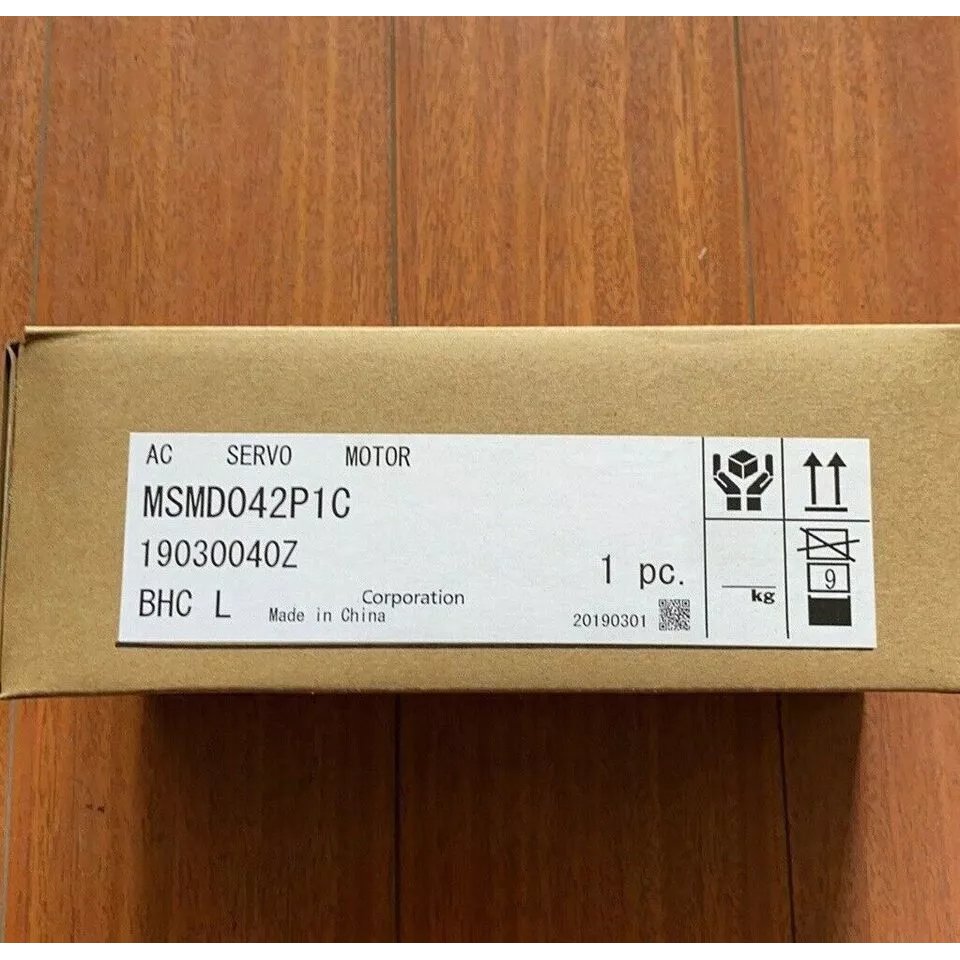 AC SERVO MOTOR
MSMD042P1C
19030040Z
1 pc.
BHC L
Corporation
Made in China
20190301
kg
9